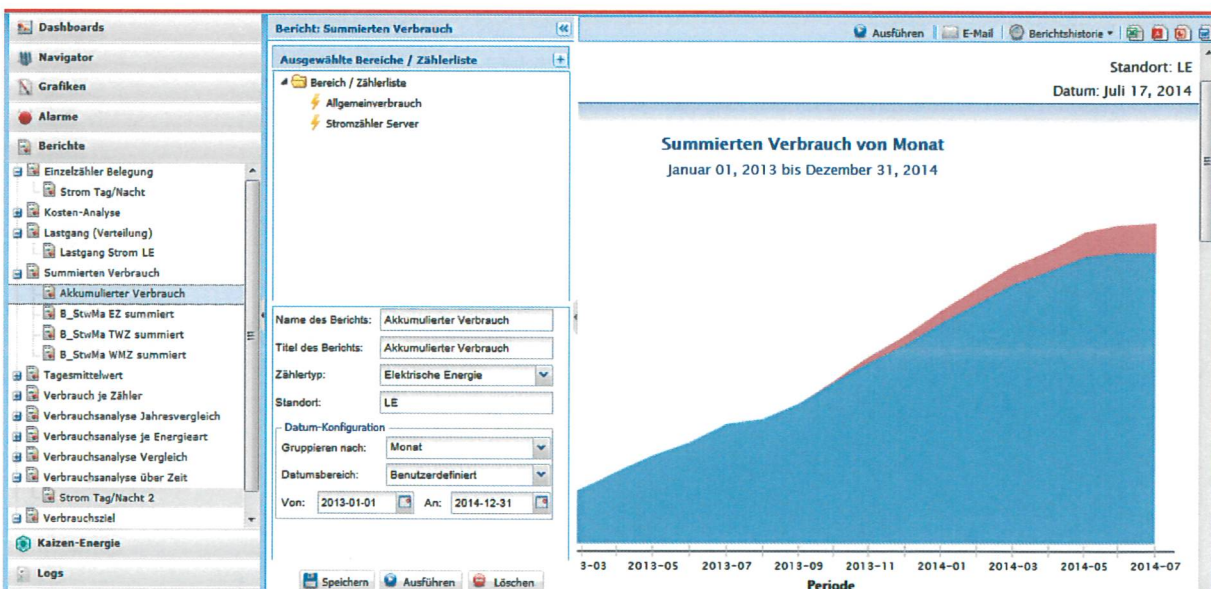 Dashboards
Navigator
Grafiken
Alarme
Berichte
Einzelzähler Belegung
Strom Tag/Nacht
Kosten-Analyse
Lastgang (Verteilung)
Lastgang Strom LE
Summierten Verbrauch
Akkumulierter Verbrauch
B_StwMa EZ summiert
B_StwMa TWZ summiert
B_StwMa WMZ summiert
Tagesmittelwert
Verbrauch je Zähler
Verbrauchsanalyse Jahresvergleich
Verbrauchsanalyse je Energieart
Verbrauchsanalyse Vergleich
Verbrauchsanalyse über Zeit
Strom Tag/Nacht 2
Verbrauchsziel
Kaizen-Energie
Logs
Bericht: Summierten Verbrauch
Ausgewählte Bereiche / Zählerliste
Bereich / Zählerliste
Allgemeinverbrauch
Stromzähler Server
Name des Berichts: Akkumulierter Verbrauch
Titel des Berichts: Akkumulierter Verbrauch
Zählertyp: Elektrische Energie
Standort: LE
Datum-Konfiguration
Gruppieren nach: Monat
Datumsbereich: Benutzerdefiniert
Von: 2013-01-01 An: 2014-12-31
Speichern Ausführen Löschen
Ausführen E-Mail Berichtshistorie
Standort: LE
Datum: Juli 17, 2014
Summierten Verbrauch von Monat
Januar 01, 2013 bis Dezember 31, 2014
3-03 2013-05 2013-07 2013-09 2013-11 2014-01 2014-03 2014-05 2014-07
Periode